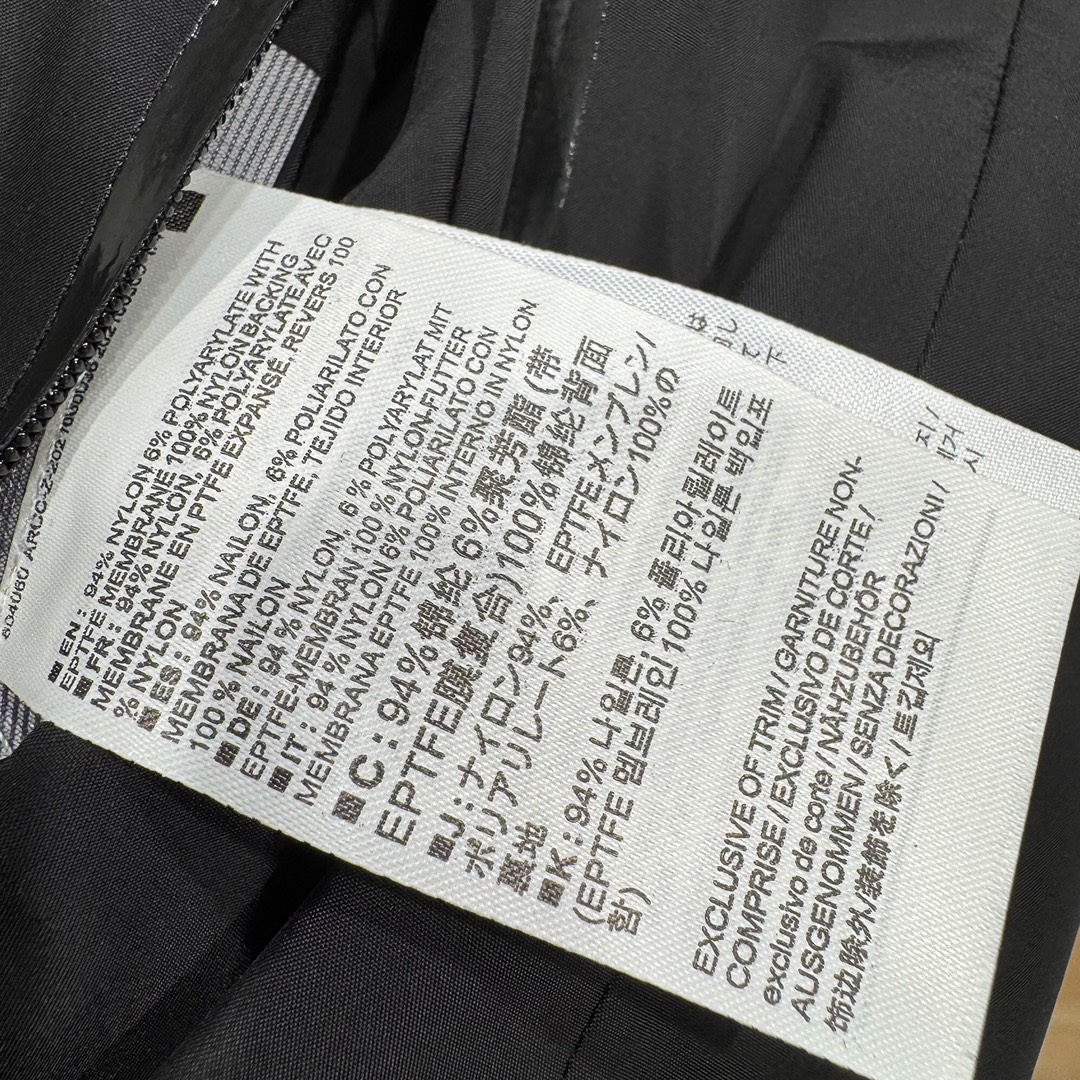 EN : 94% NYLON 6% POLYARYLATE WITH
EPTFE MEMBRANE 100% NYLON BACKING
FR : 94% NYLON, 6% POLYARYLATE AVEC
MEMBRANE EN PTFE EXPANSE, REVERS 100
% NYLON
ES : 94% NAILON, 6% POLIARILATO CON
MEMBRANA DE EPTFE, TEJIDO INTERIOR
100 % NAILON
DE : 94 % NYLON, 6 % POLYARYLAT MIT
EPTFE-MEMBRAN 100 % NYLON-FUTTER
IT : 94 % NYLON 6% POLIARILATO CON
MEMBRANA EPTFE 100% INTERNO IN NYLON
C : 94% 锦纶 6%聚芳酯 (带
EPTFE膜复合)100%锦纶背面
J : ナイロン94%、 EPTFEメンブレン/
ポリアリレート6%、ナイロン100%の
裏地
K : 94% 나일론 6% 폴리아릴레이트
(EPTFE 멤브레인 100% 나일론 백임포
함)
EXCLUSIVE OF TRIM / GARNITURE NON-
COMPRISE / EXCLUSIVO DE CORTE /
exclusivo de corte / NÄHZUBEHÖR
AUSGENOMMEN / SENZA DECORAZIONI /
饰边除外/装飾を除く / 트림제외
は
て
下
지 /
시